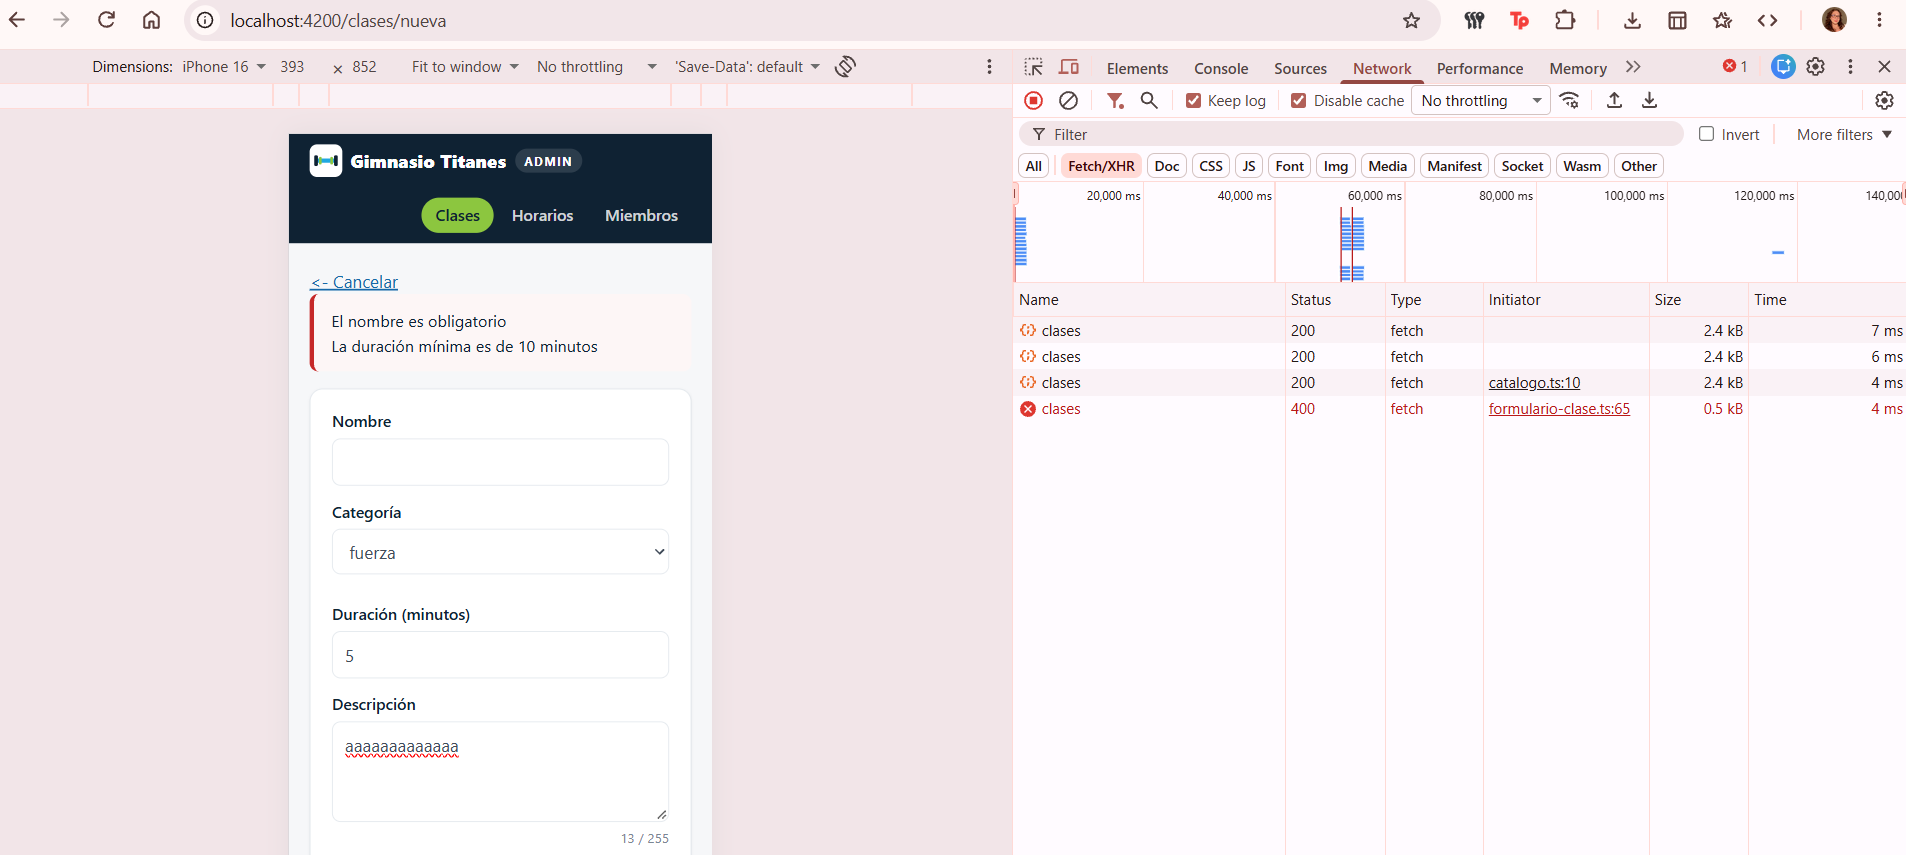 localhost:4200/clases/nueva
Dimensions: iPhone 16 393 × 852 Fit to window No throttling 'Save-Data': default
Gimnasio Titanes ADMIN
Clases Horarios Miembros
<- Cancelar
El nombre es obligatorio
La duración mínima es de 10 minutos
Nombre
Categoría
fuerza
Duración (minutos)
5
Descripción
aaaaaaaaaaaaa
13 / 255
Elements Console Sources Network Performance Memory 1
Keep log Disable cache No throttling
Filter Invert More filters
All Fetch/XHR Doc CSS JS Font Img Media Manifest Socket Wasm Other
20,000 ms 40,000 ms 60,000 ms 80,000 ms 100,000 ms 120,000 ms
Name Status Type Initiator Size Time
clases 200 fetch 2.4 kB 7 ms
clases 200 fetch 2.4 kB 6 ms
clases 200 fetch catalogo.ts:10 2.4 kB 4 ms
clases 400 fetch formulario-clase.ts:65 0.5 kB 4 ms